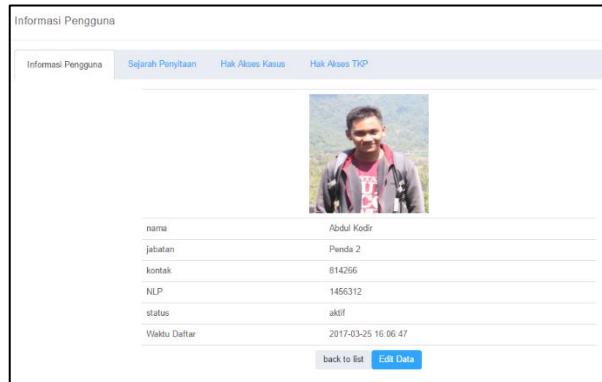 Informasi Pengguna
Informasi Pengguna Sejarah Penyitaan Hak Akses Kasus Hak Akses TKP
nama Abdul Kodir
jabatan Penda 2
kontak 814266
NLP 1456312
status aktif
Waktu Daftar 2017-03-25 16:06:47
back to list Edit Data